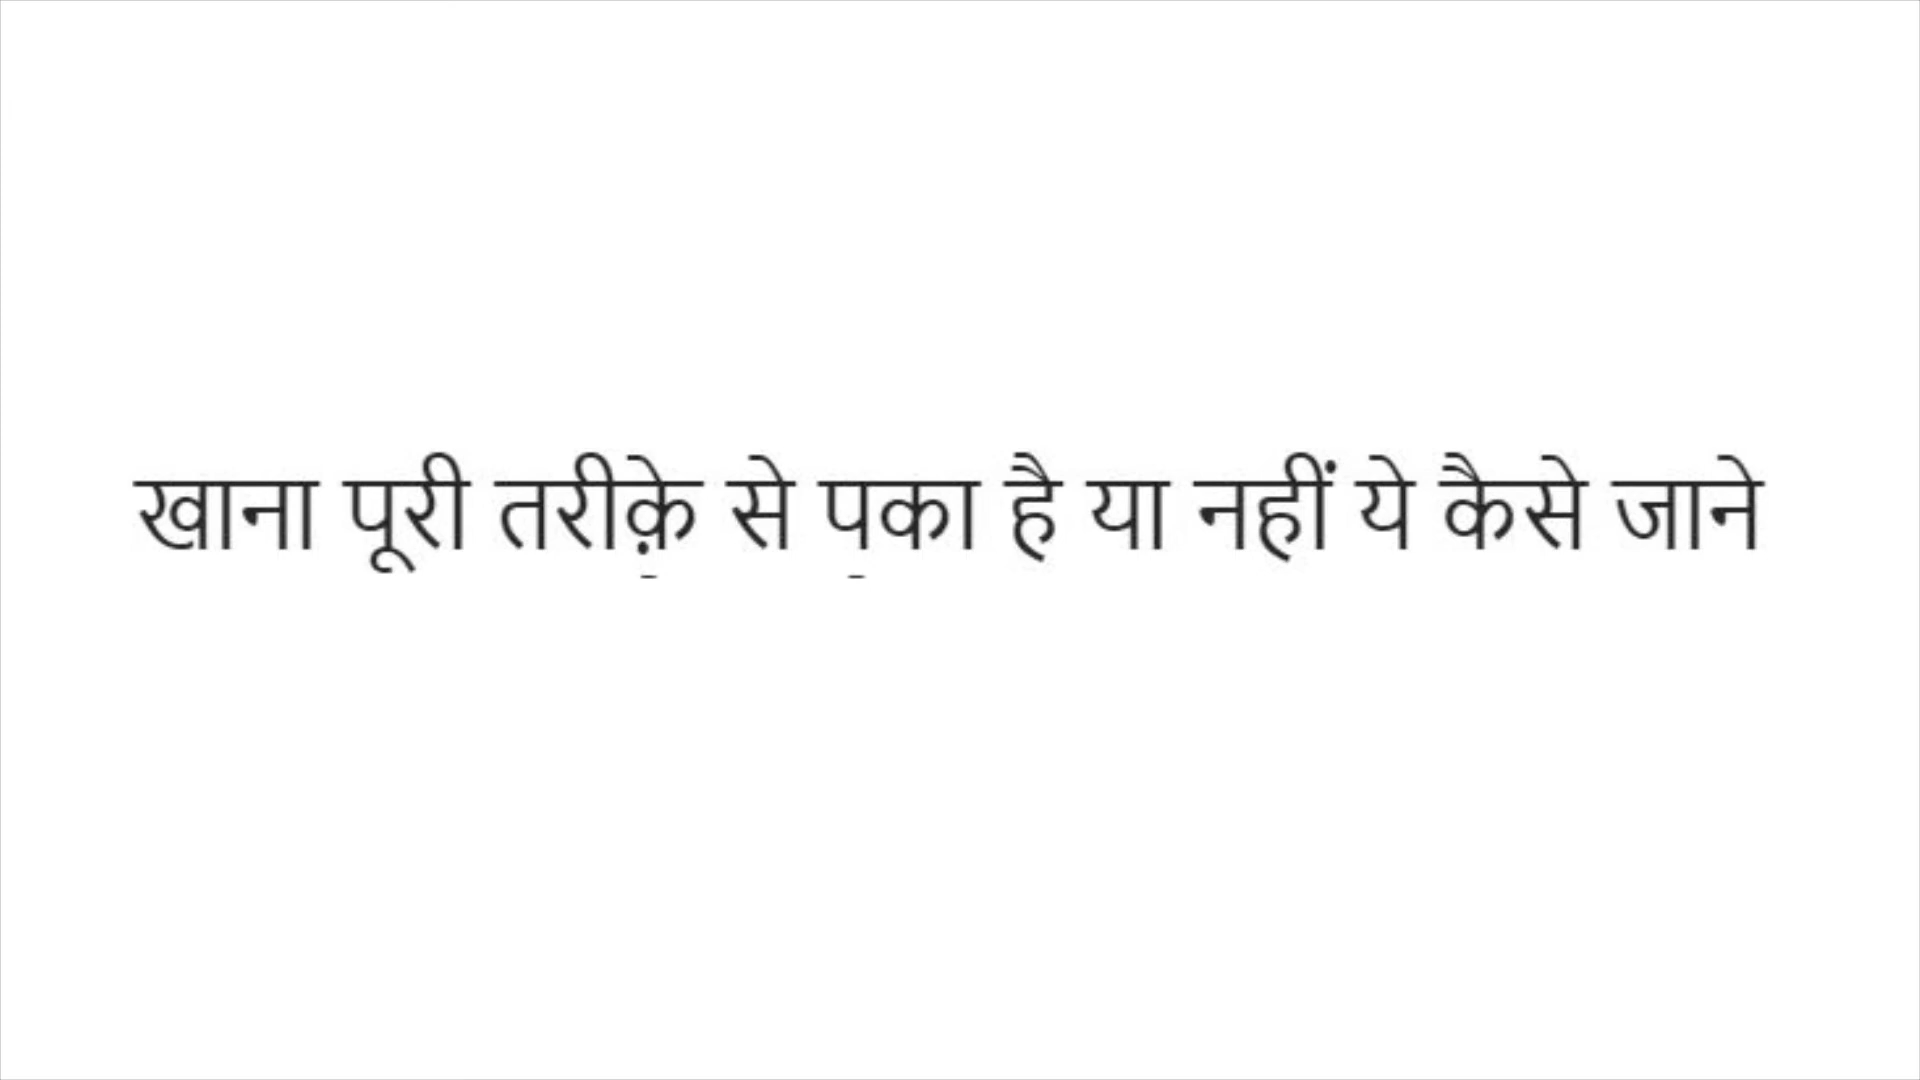 खाना पूरी तरीक़े से पका है या नहीं ये कैसे जाने